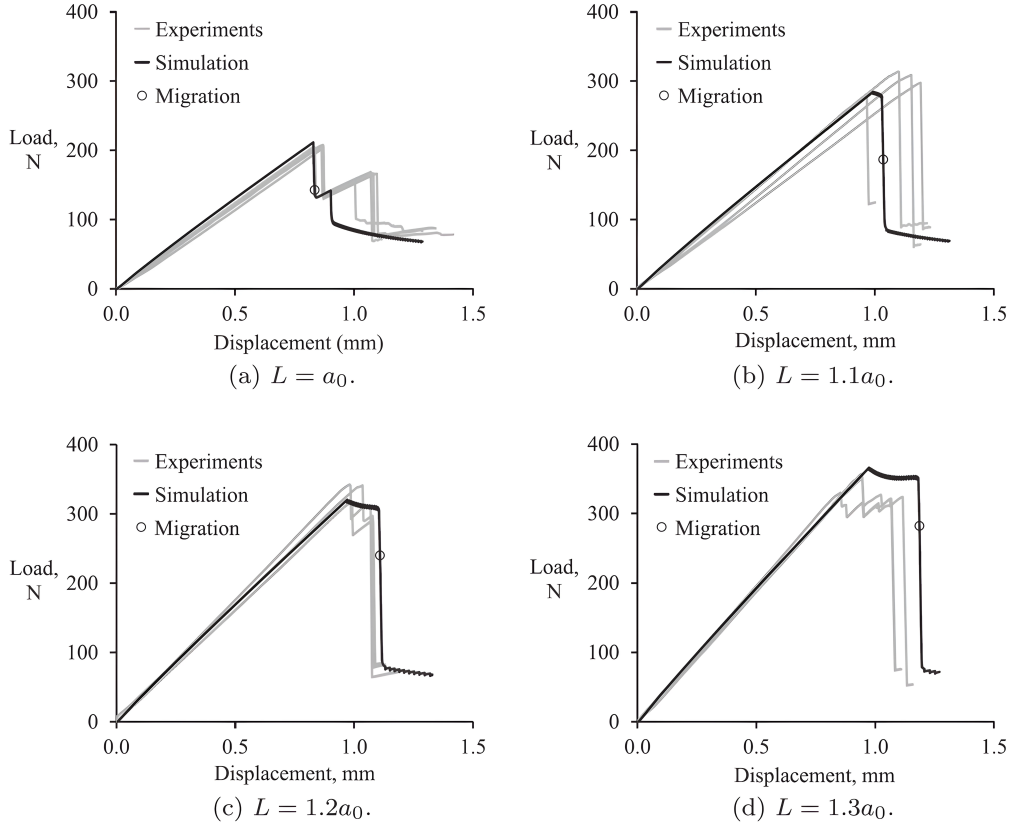 400
300
200
100
0
Load,
N
Experiments
Simulation
Migration
0.0 0.5 1.0 1.5
Displacement (mm)
(a) L = a₀.
400
300
200
100
0
Load,
N
Experiments
Simulation
Migration
0.0 0.5 1.0 1.5
Displacement, mm
(b) L = 1.1a₀.
400
300
200
100
0
Load,
N
Experiments
Simulation
Migration
0.0 0.5 1.0 1.5
Displacement, mm
(c) L = 1.2a₀.
400
300
200
100
0
Load,
N
Experiments
Simulation
Migration
0.0 0.5 1.0 1.5
Displacement, mm
(d) L = 1.3a₀.